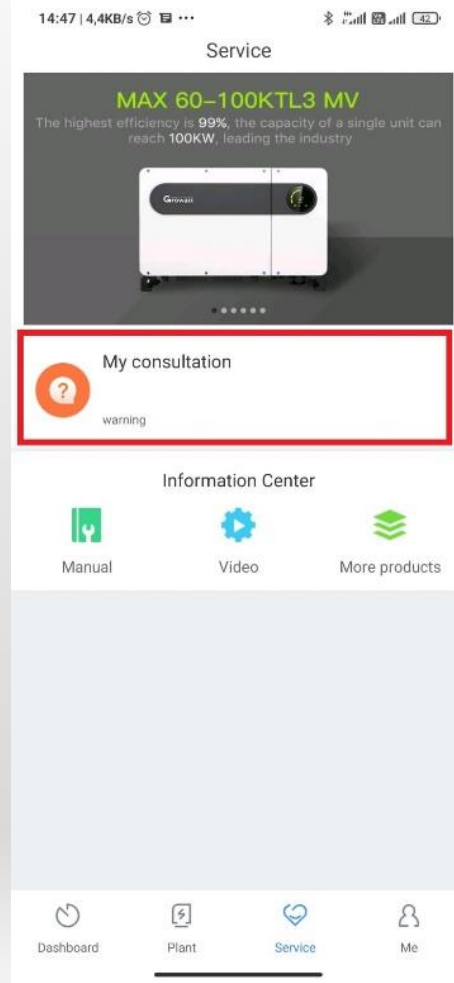 14:47 | 4,4KB/s
42
Service
MAX 60–100KTL3 MV
The highest efficiency is 99%, the capacity of a single unit can
reach 100KW, leading the industry
Growatt
My consultation
?
warning
Information Center
Manual
Video
More products
Dashboard
Plant
Service
Me